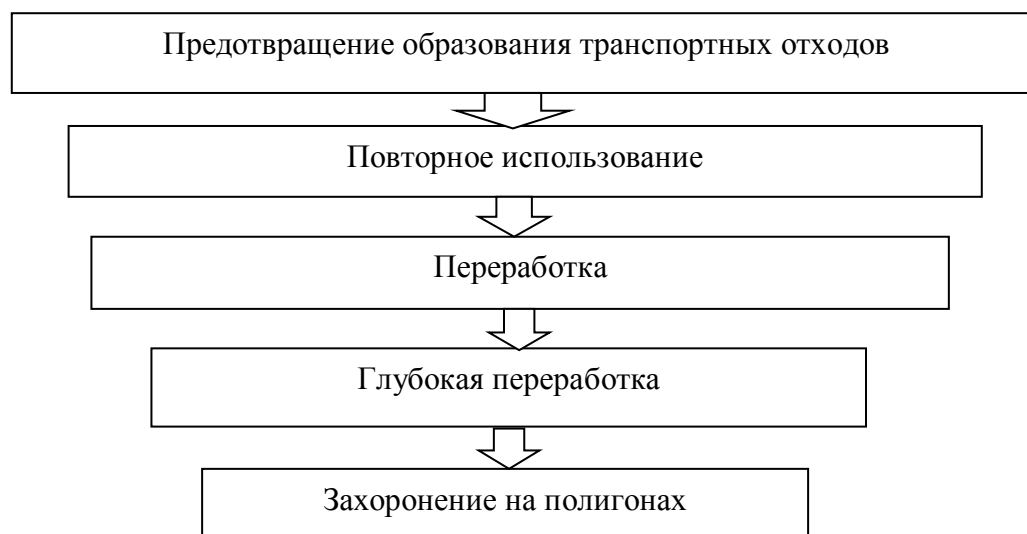 Предотвращение образования транспортных отходов
Повторное использование
Переработка
Глубокая переработка
Захоронение на полигонах